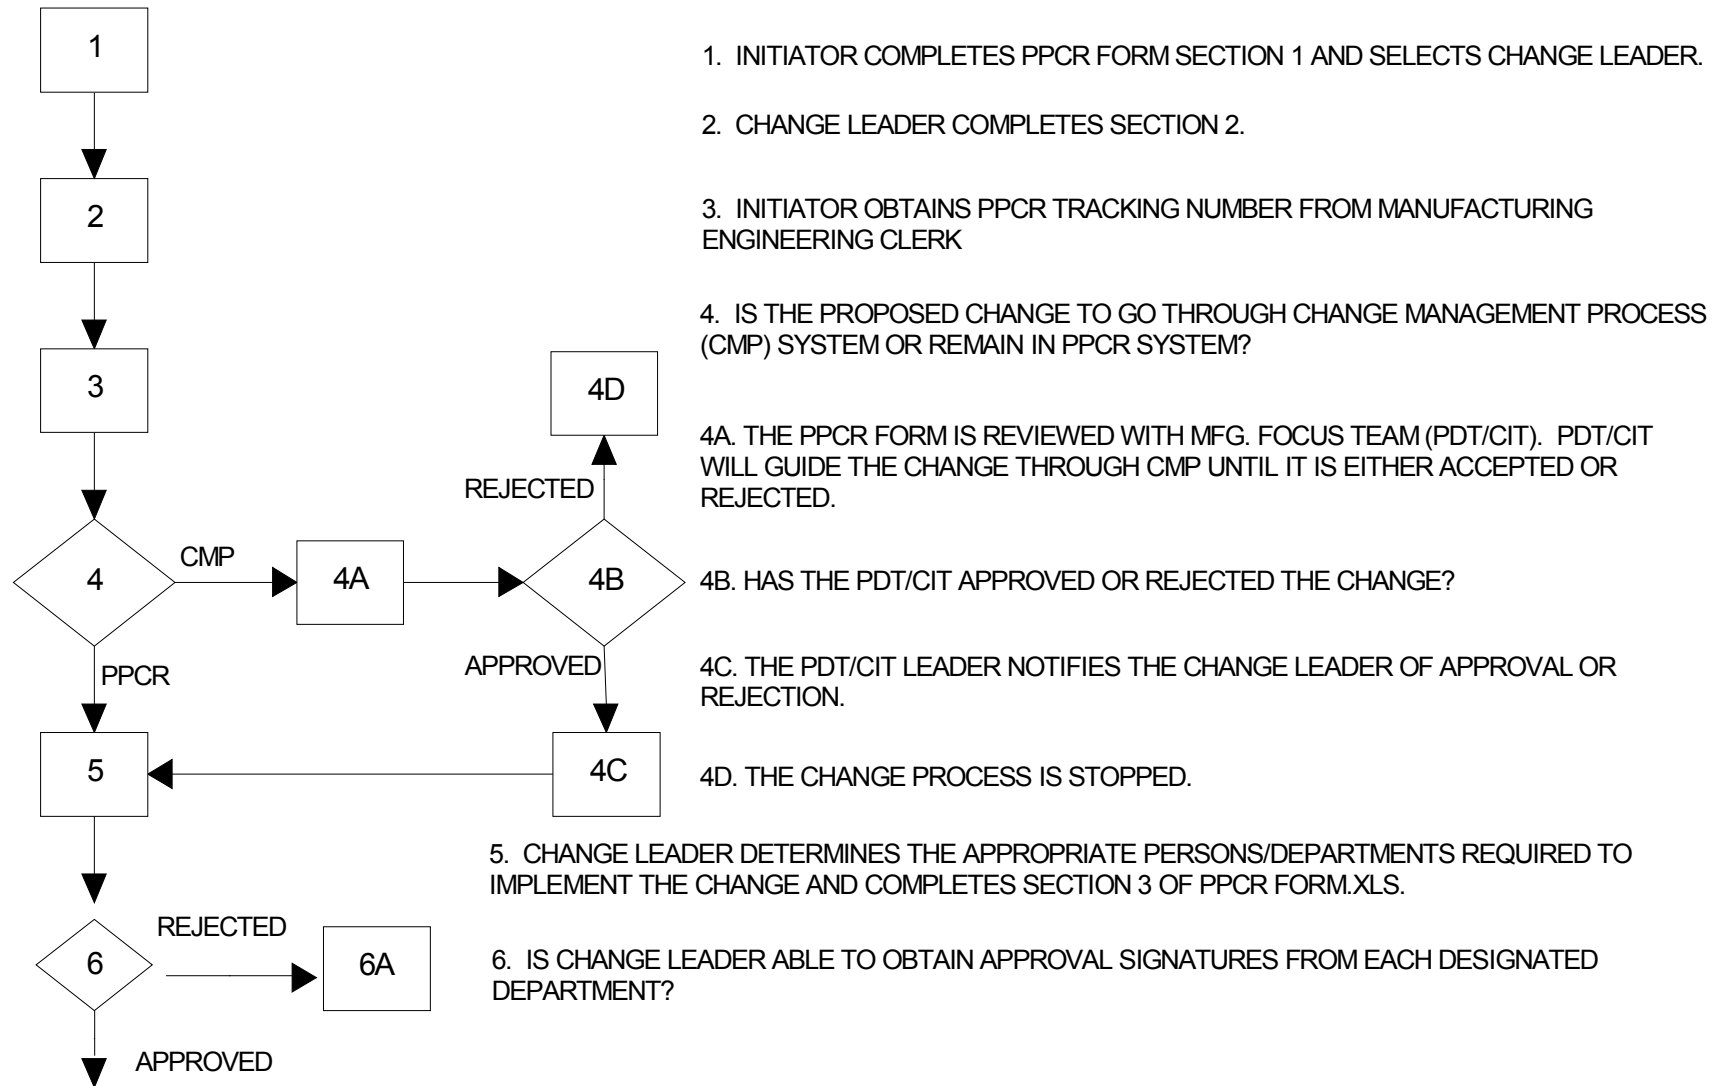 1
1. INITIATOR COMPLETES PPCR FORM SECTION 1 AND SELECTS CHANGE LEADER.
2. CHANGE LEADER COMPLETES SECTION 2.
2
3. INITIATOR OBTAINS PPCR TRACKING NUMBER FROM MANUFACTURING
ENGINEERING CLERK
4. IS THE PROPOSED CHANGE TO GO THROUGH CHANGE MANAGEMENT PROCESS
(CMP) SYSTEM OR REMAIN IN PPCR SYSTEM?
3
4D
4A. THE PPCR FORM IS REVIEWED WITH MFG. FOCUS TEAM (PDT/CIT). PDT/CIT
WILL GUIDE THE CHANGE THROUGH CMP UNTIL IT IS EITHER ACCEPTED OR
REJECTED.
REJECTED
CMP
4
4A
4B
4B. HAS THE PDT/CIT APPROVED OR REJECTED THE CHANGE?
PPCR
APPROVED
4C. THE PDT/CIT LEADER NOTIFIES THE CHANGE LEADER OF APPROVAL OR
REJECTION.
5
4C
4D. THE CHANGE PROCESS IS STOPPED.
5. CHANGE LEADER DETERMINES THE APPROPRIATE PERSONS/DEPARTMENTS REQUIRED TO
IMPLEMENT THE CHANGE AND COMPLETES SECTION 3 OF PPCR FORM.XLS.
REJECTED
6
6A
6. IS CHANGE LEADER ABLE TO OBTAIN APPROVAL SIGNATURES FROM EACH DESIGNATED
DEPARTMENT?
APPROVED